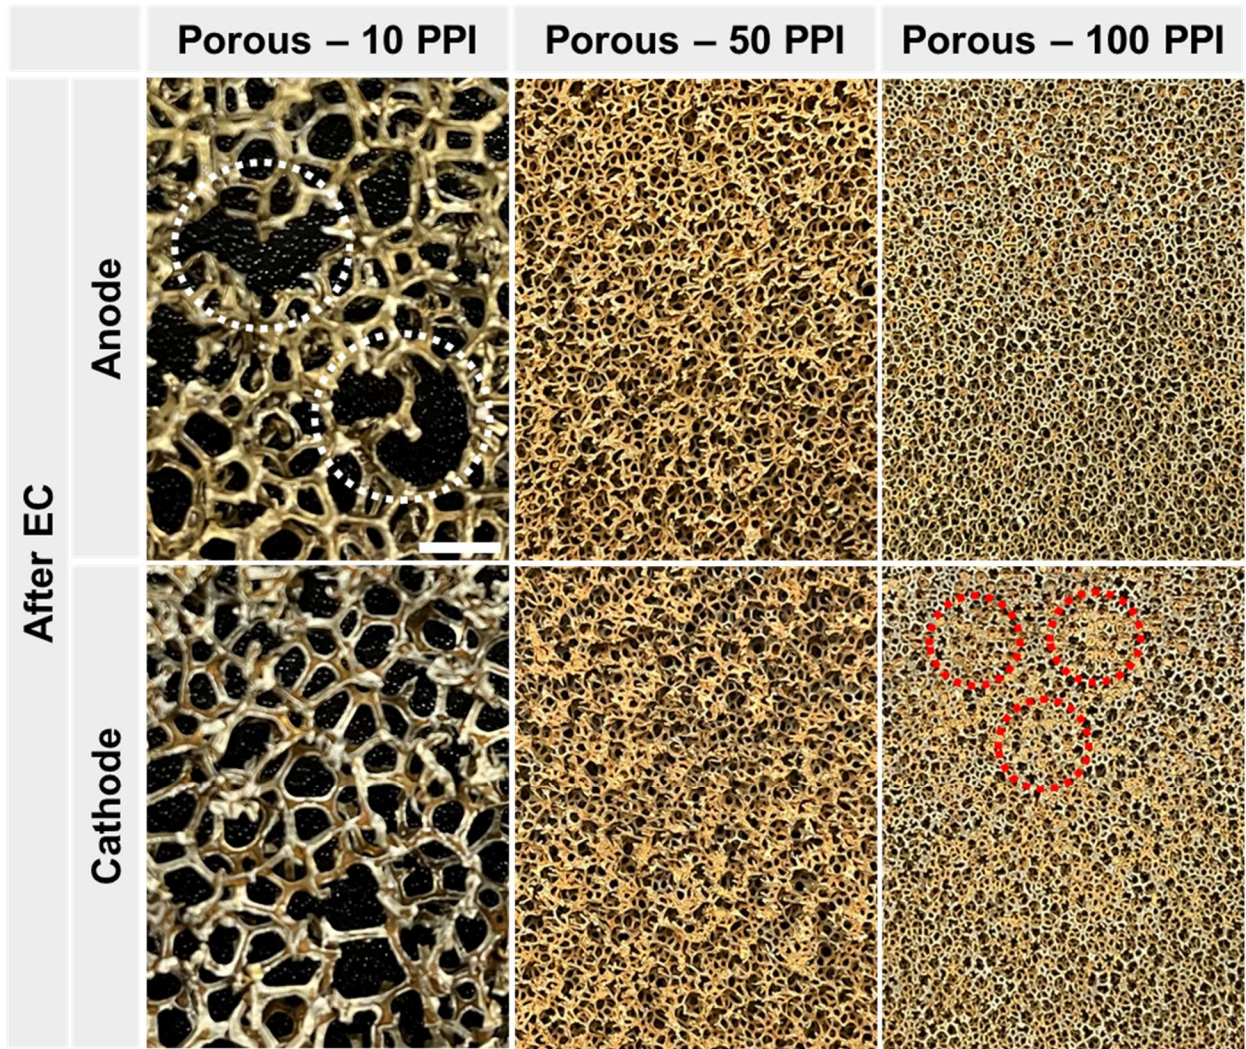 Porous – 10 PPI
Porous – 50 PPI
Porous – 100 PPI
After EC
Anode
Cathode